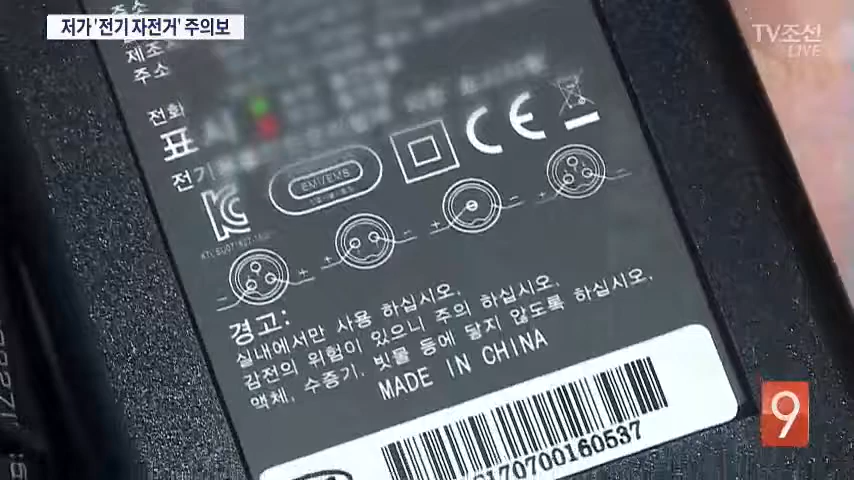 저가 '전기 자전거' 주의보
TV조선
LIVE
주소
제조
주소
전화
표시
전기용
EMI/EMS
경고:
실내에서만 사용 하십시오.
감전의 위험이 있으니 주의 하십시오.
액체, 수증기, 빗물 등에 닿지 않도록 하십시오.
MADE IN CHINA
170700160537
9